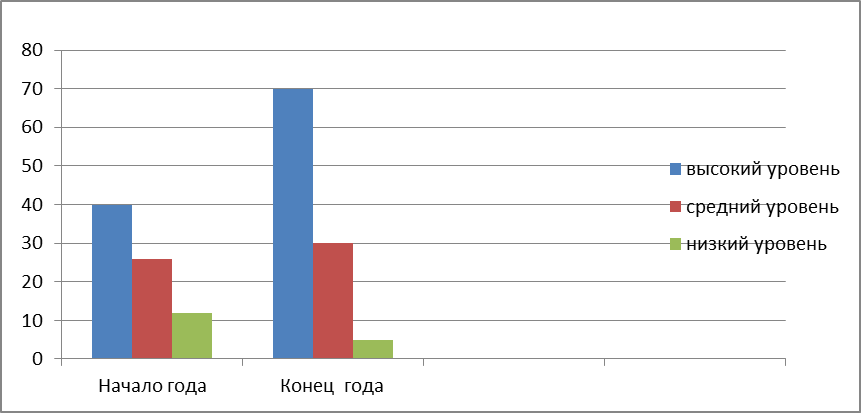 80
70
60
50
40
30
20
10
0
Начало года
Конец  года
высокий уровень
средний уровень
низкий уровень